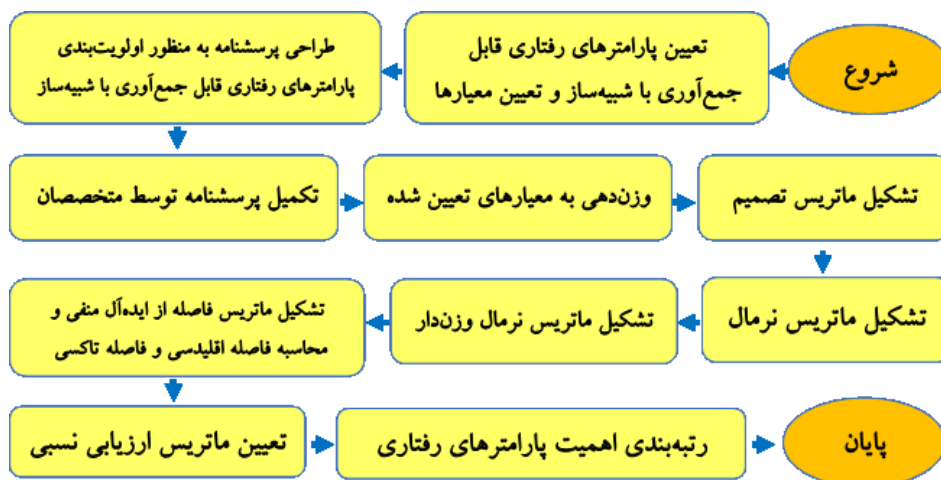 شروع
تعیین پارامترهای رفتاری قابل
جمع‌آوری با شبیه‌ساز و تعیین معیارها
طراحی پرسشنامه به منظور اولویت‌بندی
پارامترهای رفتاری قابل جمع‌آوری با شبیه‌ساز
تکمیل پرسشنامه توسط متخصصان
وزن‌دهی به معیارهای تعیین شده
تشکیل ماتریس تصمیم
تشکیل ماتریس نرمال
تشکیل ماتریس نرمال وزن‌دار
تشکیل ماتریس فاصله از ایده‌آل منفی و
محاسبه فاصله اقلیدسی و فاصله تاکسی
تعیین ماتریس ارزیابی نسبی
رتبه‌بندی اهمیت پارامترهای رفتاری
پایان